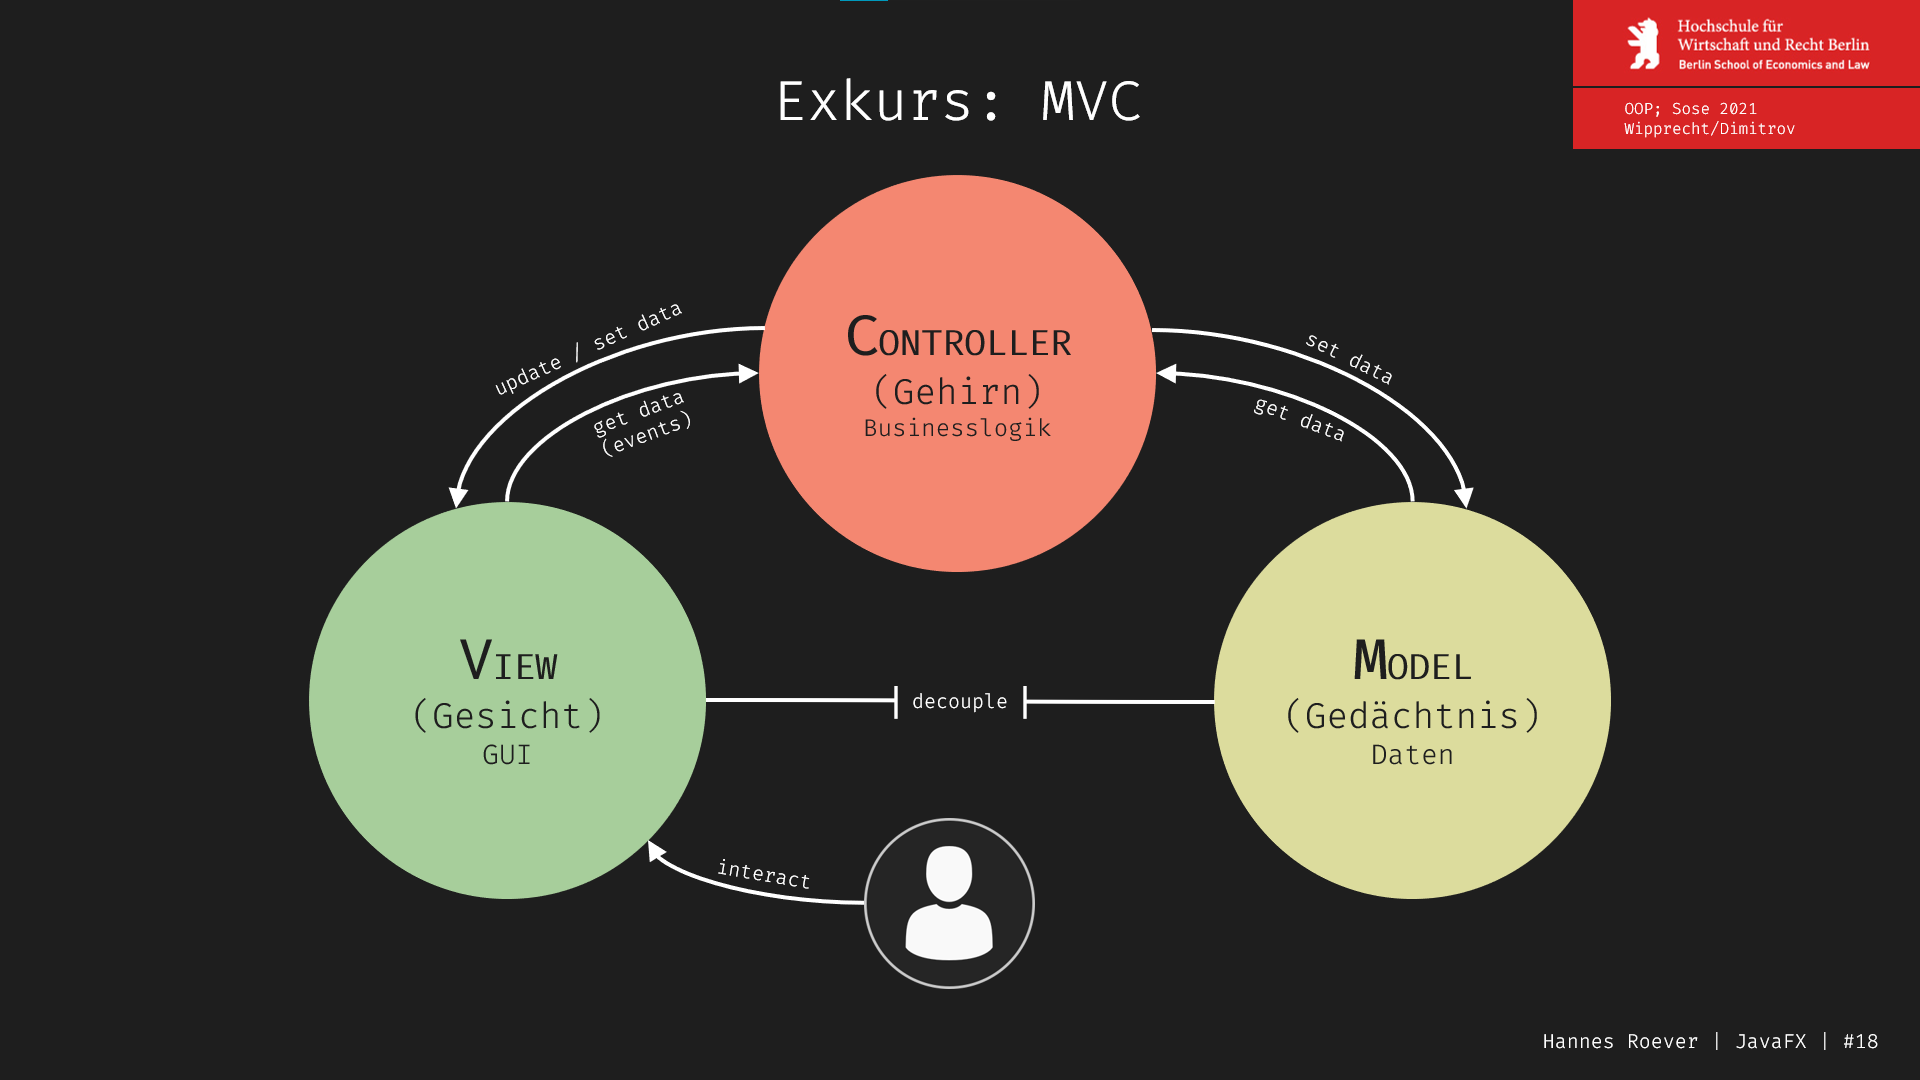 Hochschule für
Wirtschaft und Recht Berlin
Berlin School of Economics and Law
OOP; Sose 2021
Wipprecht/Dimitrov
Exkurs: MVC
CONTROLLER
(Gehirn)
Businesslogik
update / set data
get data
(events)
set data
get data
VIEW
(Gesicht)
GUI
decouple
MODEL
(Gedächtnis)
Daten
interact
Hannes Roever | JavaFX | #18